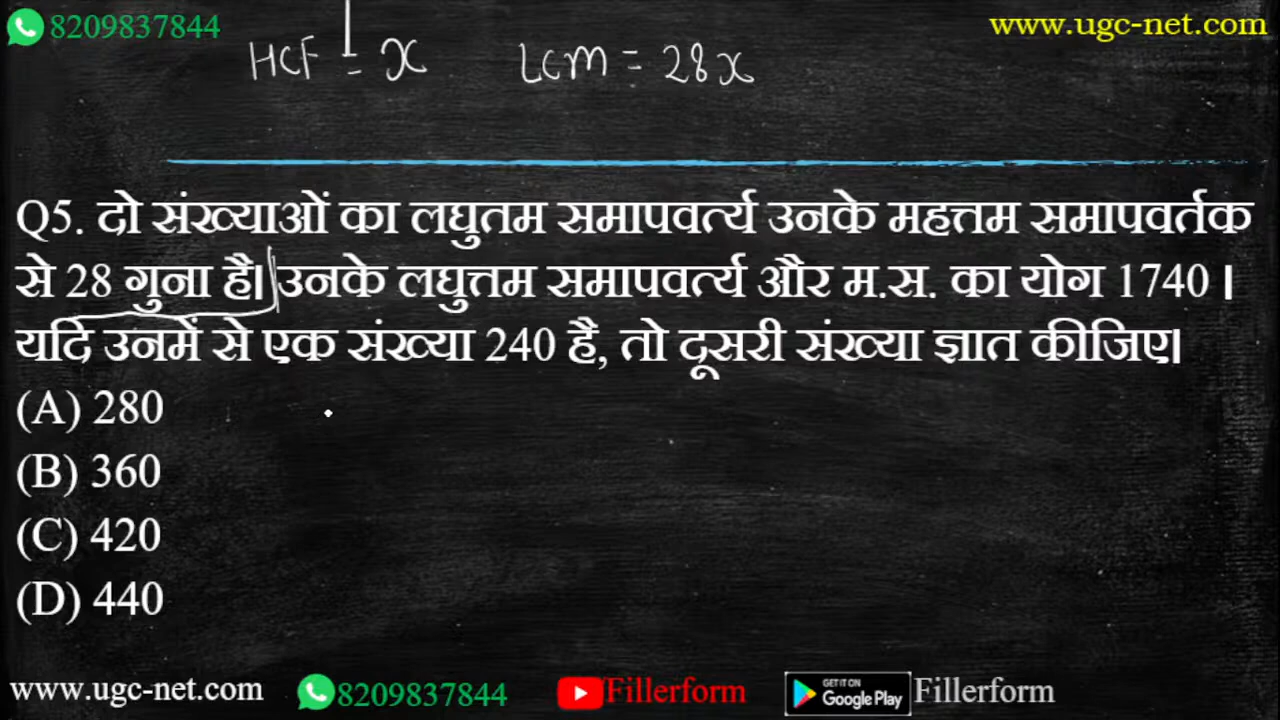 8209837844 www.ugc-net.com
HCF = x LCM = 28x
Q5. दो संख्याओं का लघुतम समापवर्त्य उनके महत्तम समापवर्तक
से 28 गुना है। उनके लघुत्तम समापवर्त्य और म.स. का योग 1740 ।
यदि उनमें से एक संख्या 240 है, तो दूसरी संख्या ज्ञात कीजिए।
(A) 280
(B) 360
(C) 420
(D) 440
www.ugc-net.com 8209837844 Fillerform GET IT ON Google Play Fillerform